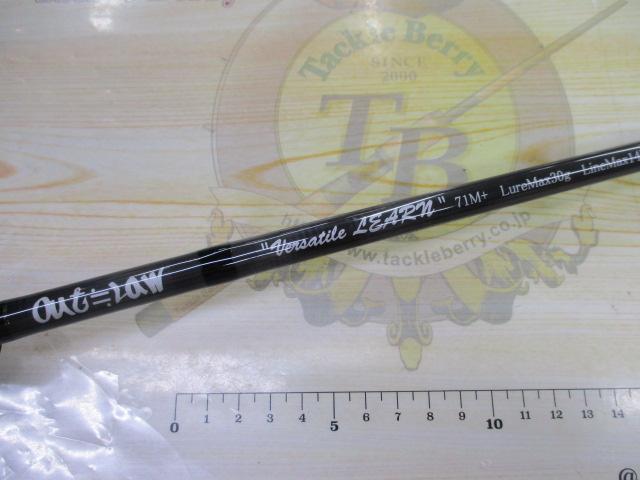 Tackle Berry
SINCE
2000
TB
www.tackleberry.co.jp
out≒law "Versatile LEARN" 71M+ LureMax30g
0 1 2 3 4 5 6 7 8 9 10 11 12 13 14
@